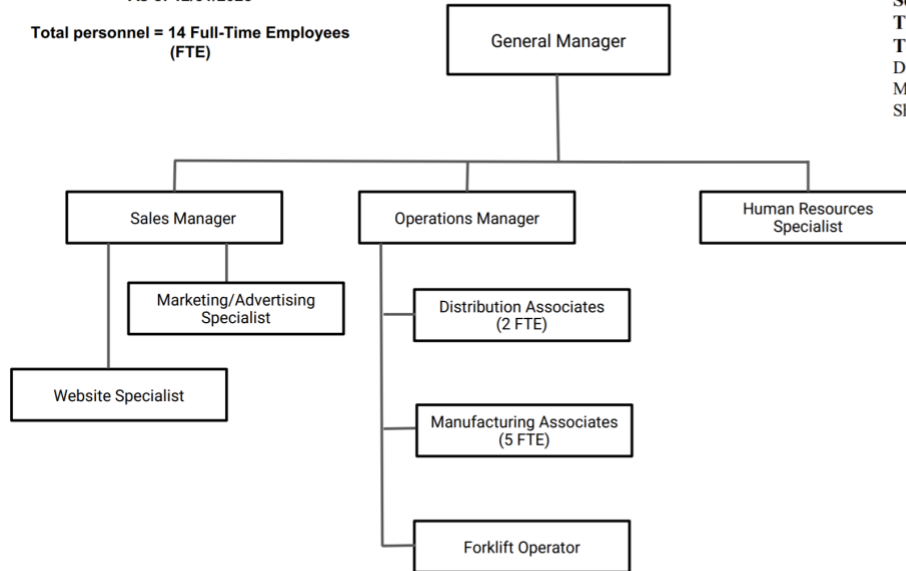 Total personnel = 14 Full-Time Employees
(FTE)
General Manager
Sales Manager
Operations Manager
Human Resources
Specialist
Marketing/Advertising
Specialist
Distribution Associates
(2 FTE)
Website Specialist
Manufacturing Associates
(5 FTE)
Forklift Operator